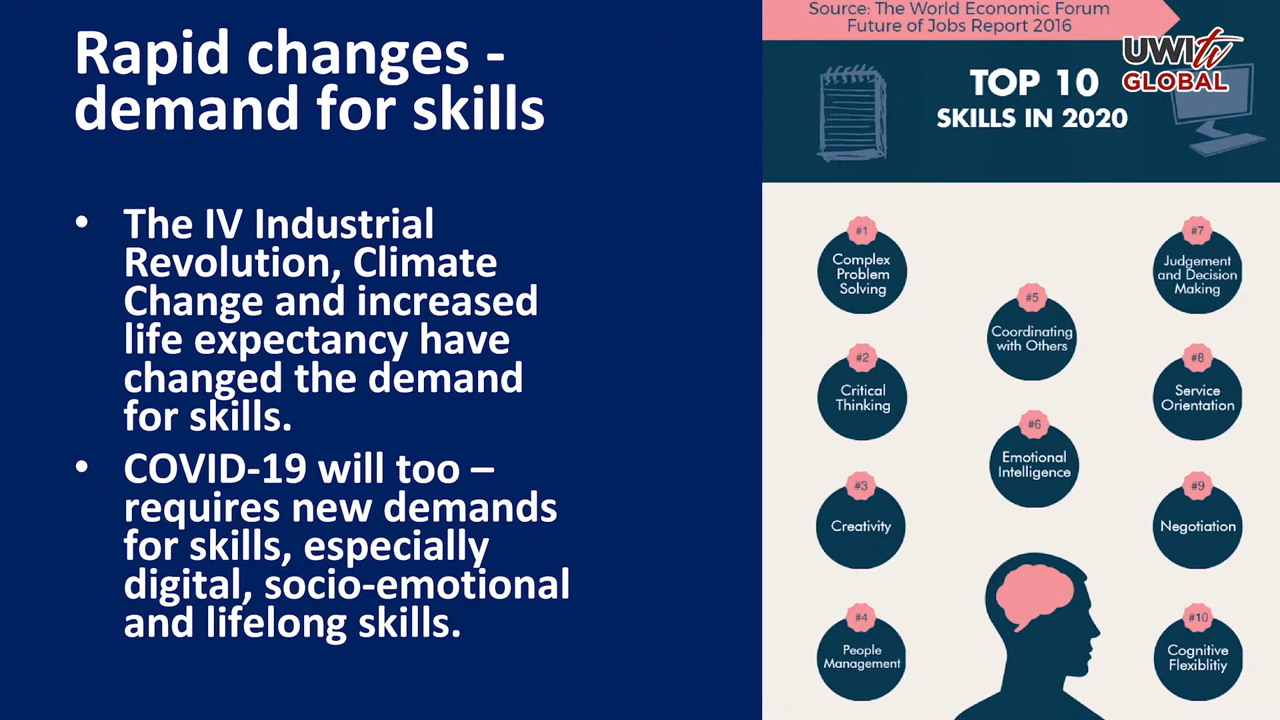 Rapid changes -
demand for skills
• The IV Industrial
Revolution, Climate
Change and increased
life expectancy have
changed the demand
for skills.
• COVID-19 will too –
requires new demands
for skills, especially
digital, socio-emotional
and lifelong skills.
Source: The World Economic Forum
Future of Jobs Report 2016
UWItv
GLOBAL
TOP 10
SKILLS IN 2020
#1
Complex
Problem
Solving
#2
Critical
Thinking
#3
Creativity
#4
People
Management
#5
Coordinating
with Others
#6
Emotional
Intelligence
#7
Judgement
and Decision
Making
#8
Service
Orientation
#9
Negotiation
#10
Cognitive
Flexiblitiy